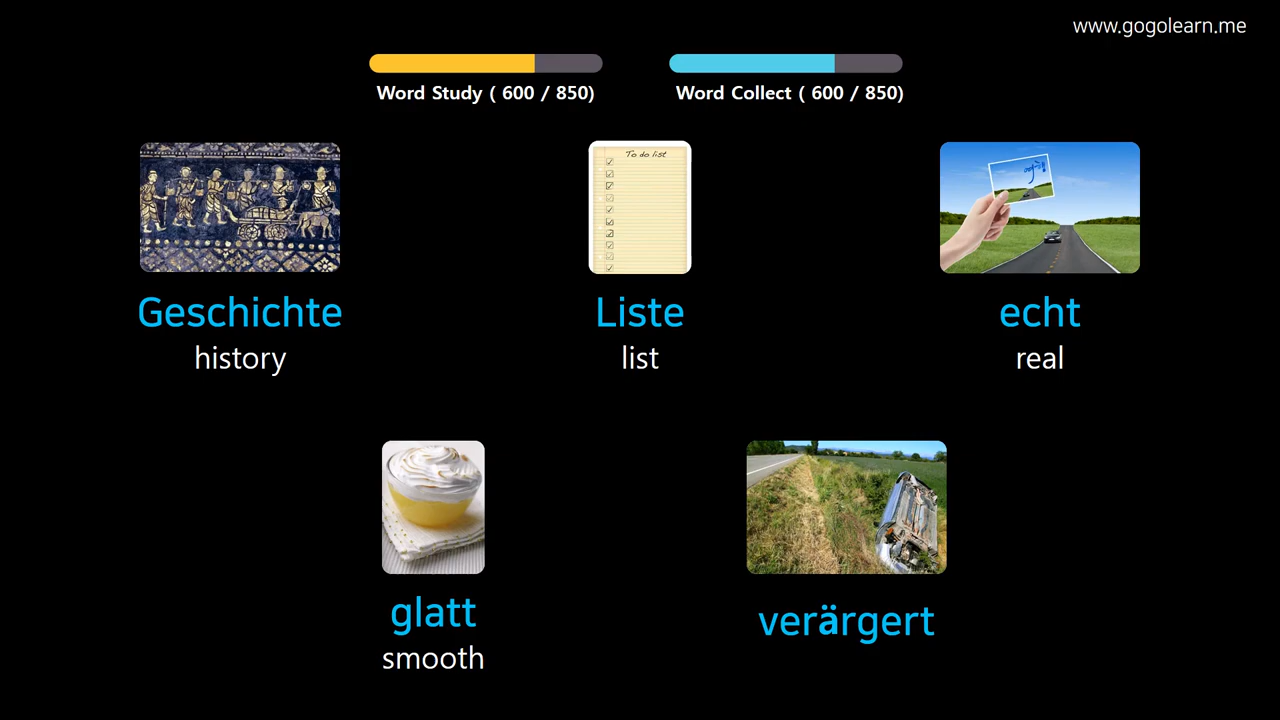 www.gogolearn.me
Word Study ( 600 / 850)
Word Collect ( 600 / 850)
To do list
Geschichte
history
Liste
list
echt
real
glatt
smooth
verärgert